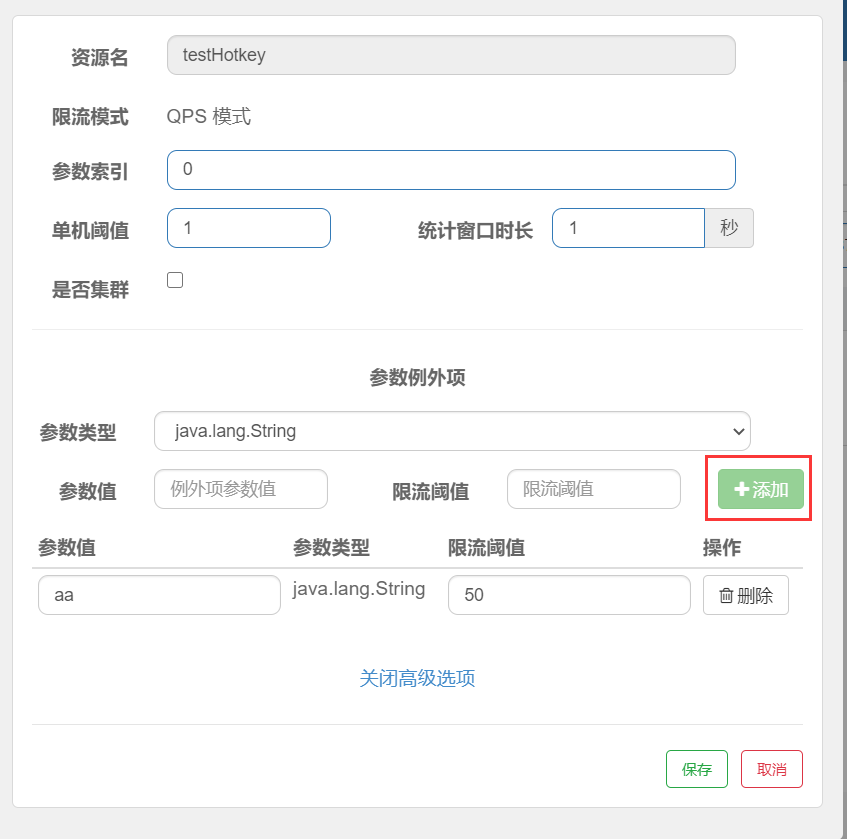 资源名 testHotkey
限流模式 QPS 模式
参数索引 0
单机阈值 1 统计窗口时长 1 秒
是否集群
参数例外项
参数类型 java.lang.String
参数值 例外项参数值 限流阈值 限流阈值 添加
参数值 参数类型 限流阈值 操作
aa java.lang.String 50 删除
关闭高级选项
保存 取消